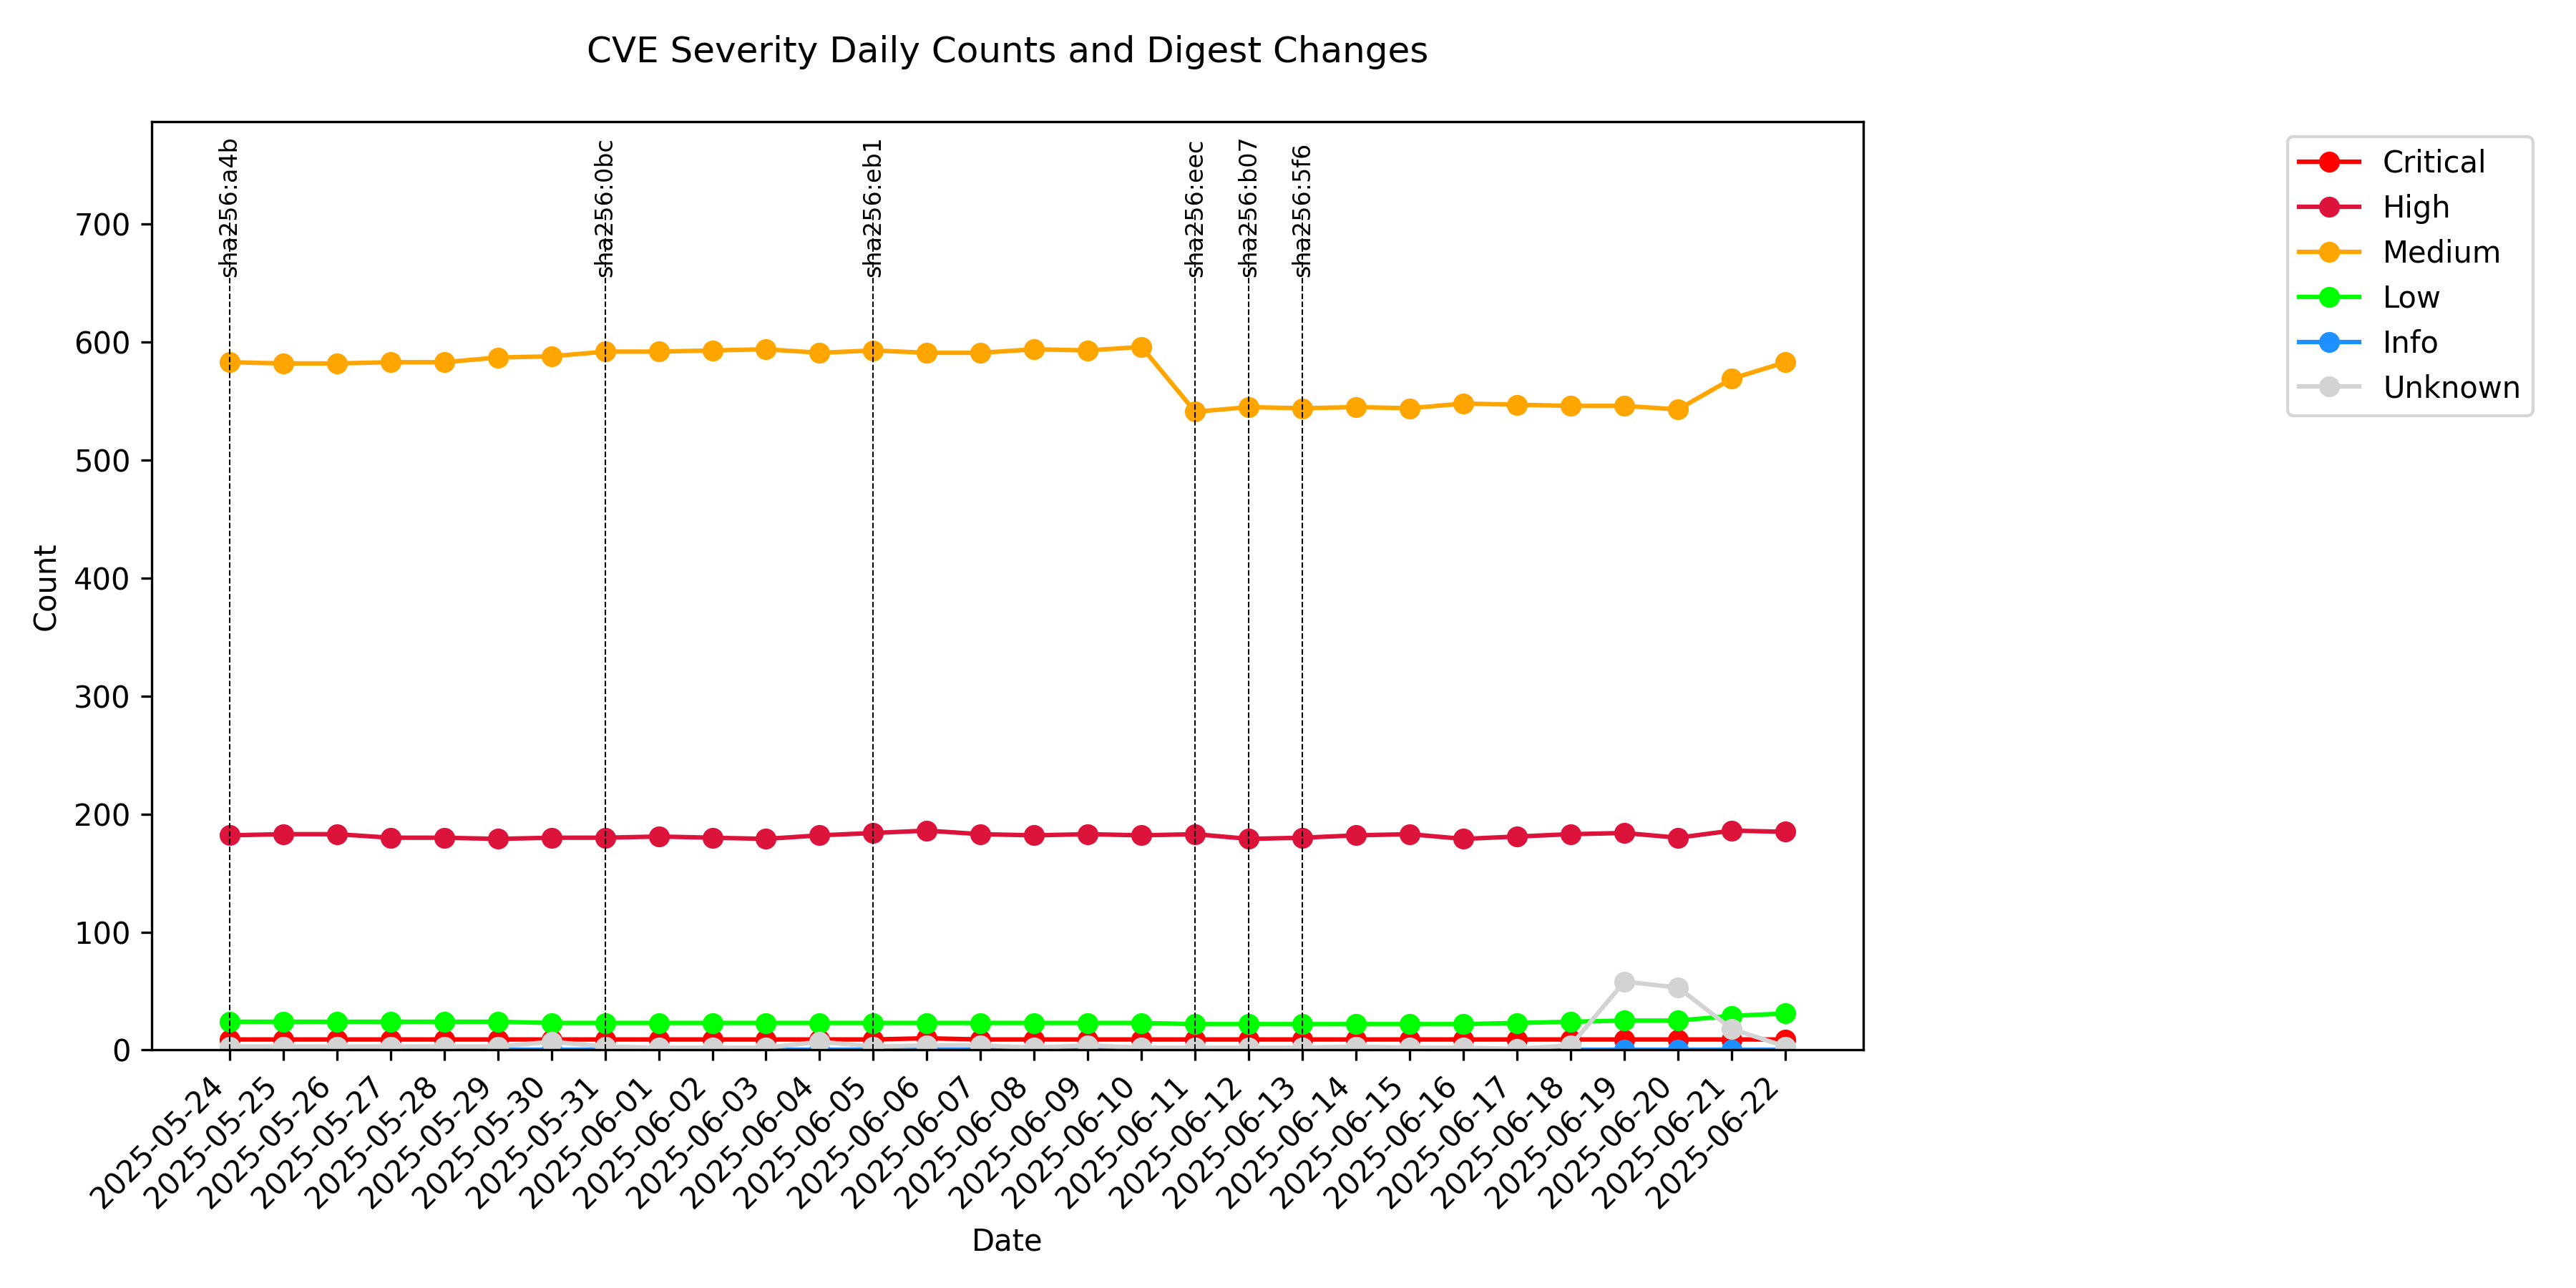 CVE Severity Daily Counts and Digest Changes
sha256:a4b
sha256:0bc
sha256:eb1
sha256:eec
sha256:b07
sha256:5f6
Critical
High
Medium
Low
Info
Unknown
700
600
500
400
300
200
100
0
Count
2025-05-24
2025-05-25
2025-05-26
2025-05-27
2025-05-28
2025-05-29
2025-05-30
2025-05-31
2025-06-01
2025-06-02
2025-06-03
2025-06-04
2025-06-05
2025-06-06
2025-06-07
2025-06-08
2025-06-09
2025-06-10
2025-06-11
2025-06-12
2025-06-13
2025-06-14
2025-06-15
2025-06-16
2025-06-17
2025-06-18
2025-06-19
2025-06-20
2025-06-21
2025-06-22
Date